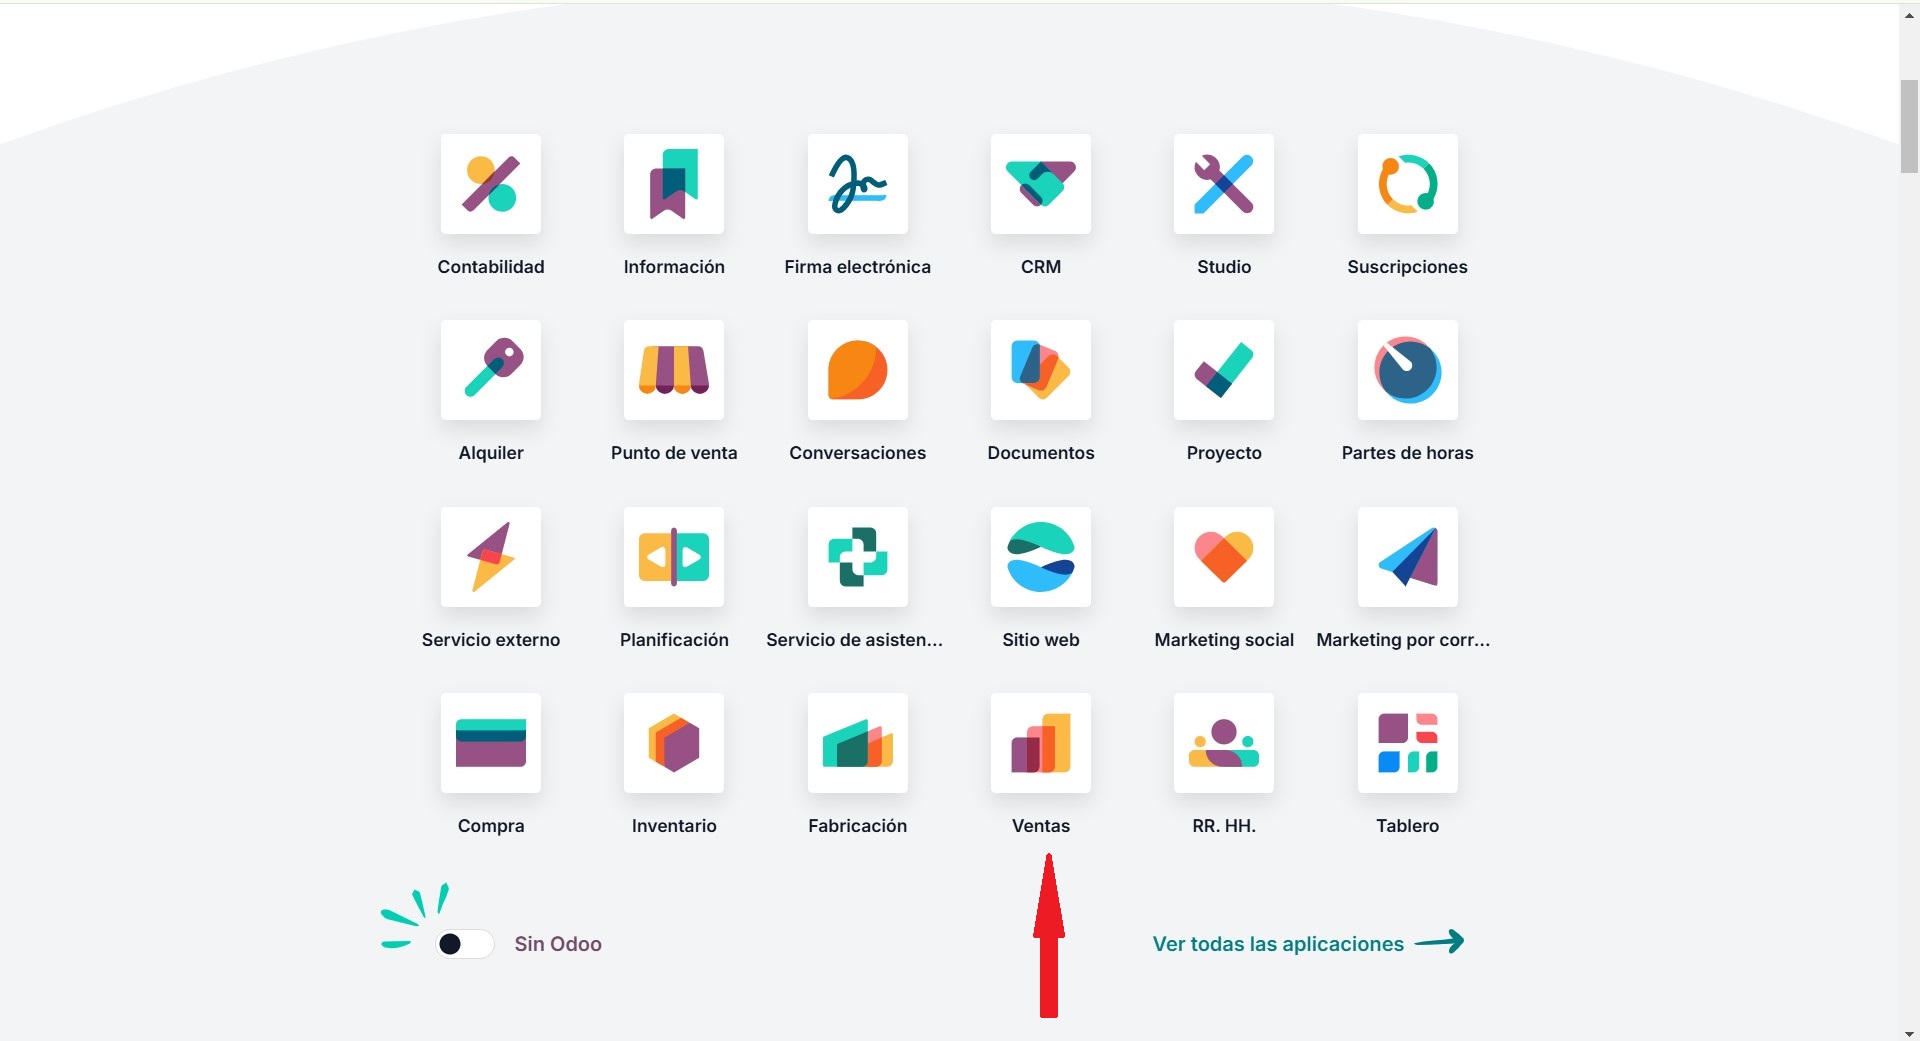 Contabilidad
Información
Firma electrónica
CRM
Studio
Suscripciones
Alquiler
Punto de venta
Conversaciones
Documentos
Proyecto
Partes de horas
Servicio externo
Planificación
Servicio de asisten...
Sitio web
Marketing social
Marketing por corr...
Compra
Inventario
Fabricación
Ventas
RR. HH.
Tablero
Sin Odoo
Ver todas las aplicaciones